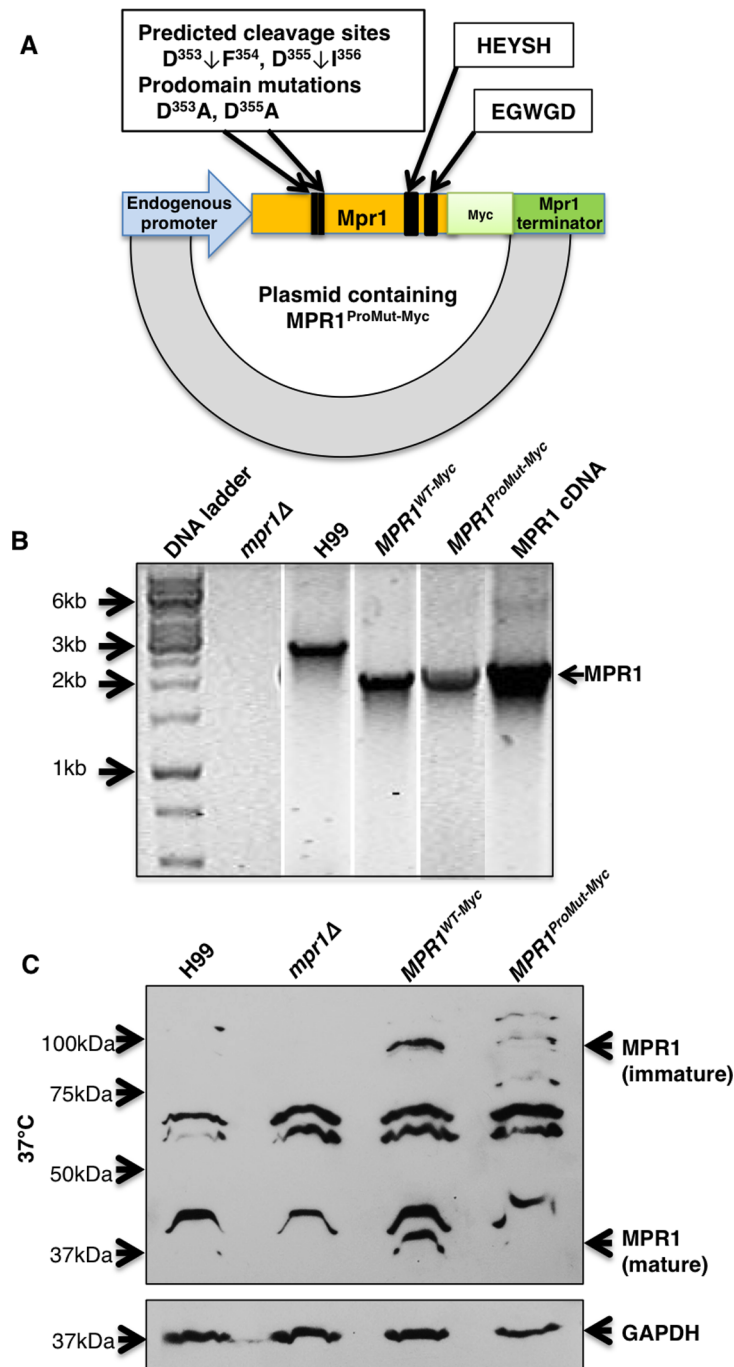 A
Predicted cleavage sites
D353↓F354, D355↓I356
Prodomain mutations
D353A, D355A
HEYSH
EGWGD
Endogenous
promoter
Mpr1
Myc
Mpr1
terminator
Plasmid containing
MPR1ProMut-Myc
B
DNA ladder
mpr1Δ
H99
MPR1WT-Myc
MPR1ProMut-Myc
MPR1 cDNA
6kb
3kb
2kb
1kb
MPR1
C
H99
mpr1Δ
MPR1WT-Myc
MPR1ProMut-Myc
37°C
100kDa
75kDa
50kDa
37kDa
MPR1
(immature)
MPR1
(mature)
37kDa
GAPDH